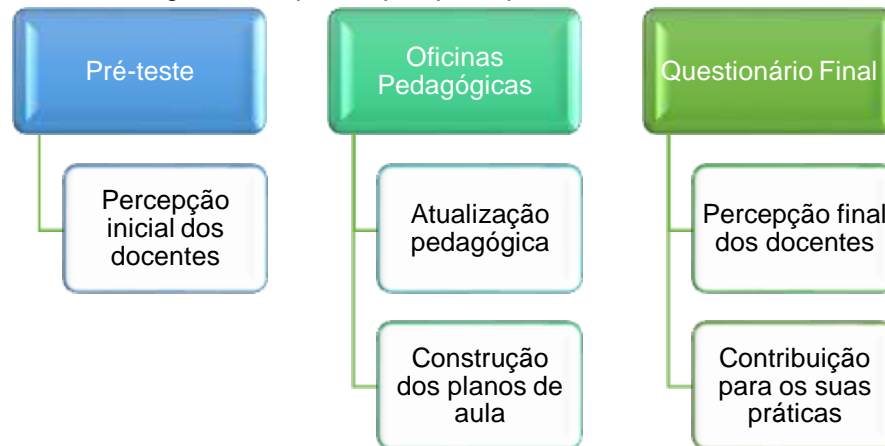 Pré-teste
Percepção
inicial dos
docentes
Oficinas
Pedagógicas
Atualização
pedagógica
Construção
dos planos de
aula
Questionário Final
Percepção final
dos docentes
Contribuição
para os suas
práticas